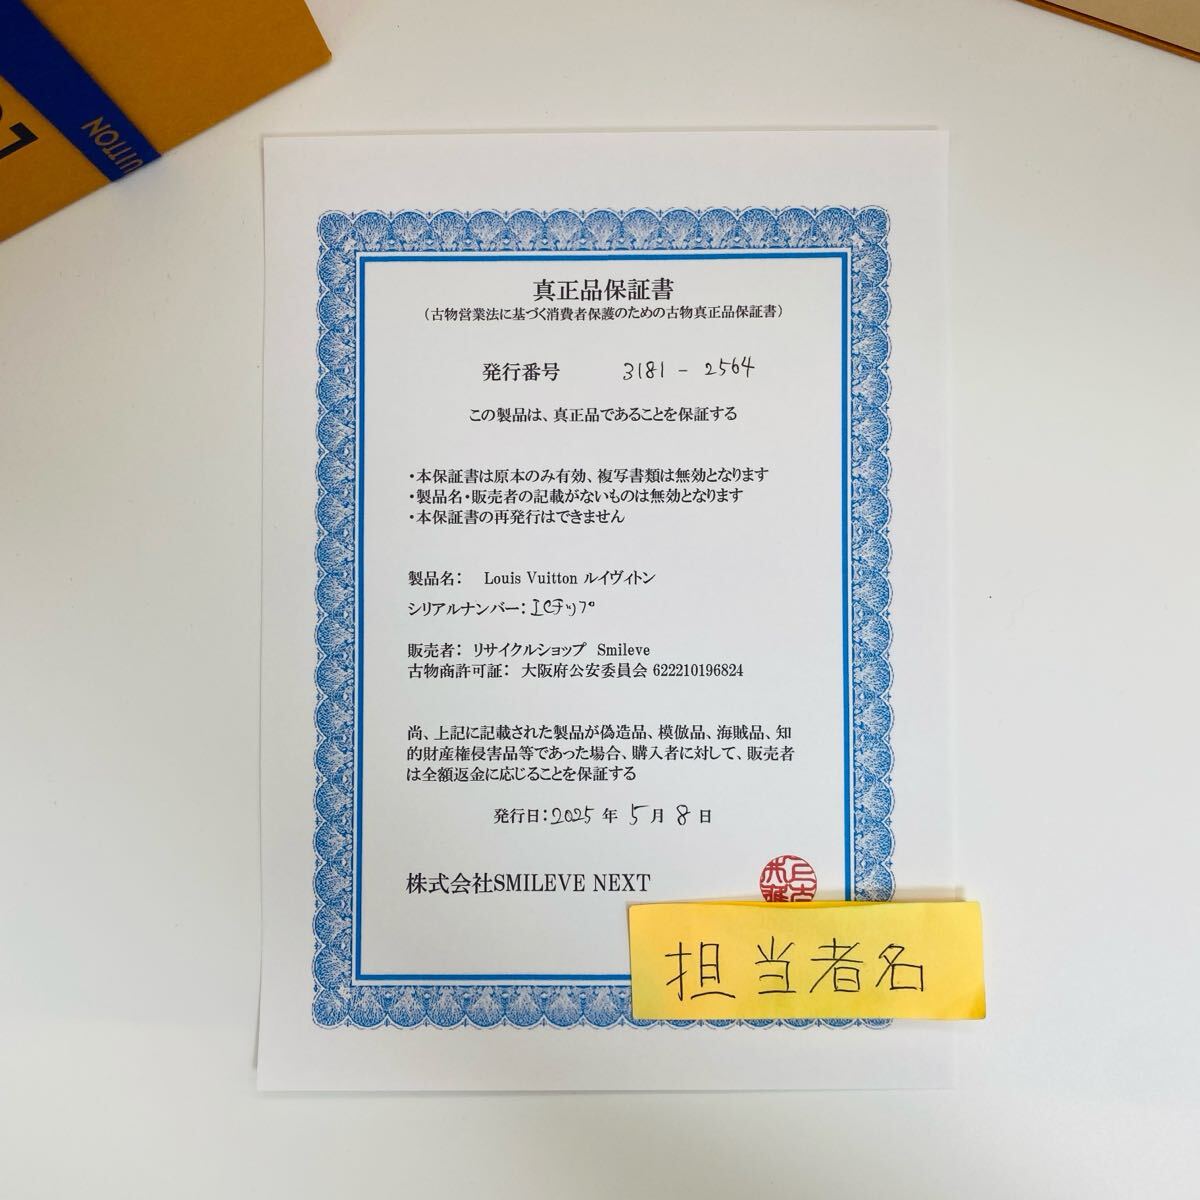 UITTON
真正品保証書
（古物営業法に基づく消費者保護のための古物真正品保証書）
発行番号 3181 - 2564
この製品は、真正品であることを保証する
・本保証書は原本のみ有効、複写書類は無効となります
・製品名・販売者の記載がないものは無効となります
・本保証書の再発行はできません
製品名： Louis Vuitton ルイヴィトン
シリアルナンバー：ICチップ
販売者： リサイクルショップ Smileve
古物商許可証： 大阪府公安委員会 622210196824
尚、上記に記載された製品が偽造品、模倣品、海賊品、知
的財産権侵害品等であった場合、購入者に対して、販売者
は全額返金に応じることを保証する
発行日：2025 年 5 月 8 日
株式会社SMILEVE NEXT
担当者名